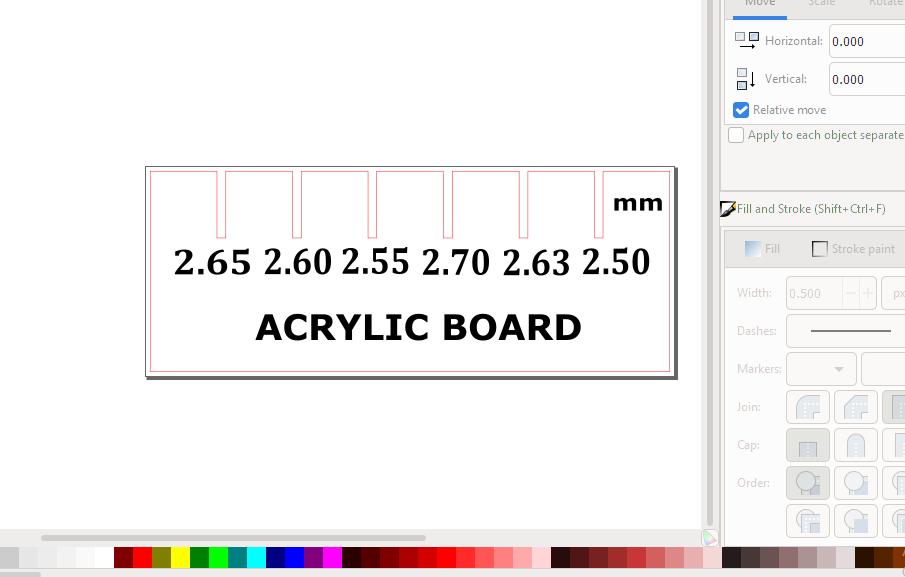 Move Scale Rotate
Horizontal: 0.000
Vertical: 0.000
Relative move
Apply to each object separate
mm
2.65 2.60 2.55 2.70 2.63 2.50
ACRYLIC BOARD
Fill and Stroke (Shift+Ctrl+F)
Fill Stroke paint
Width: 0.500 px
Dashes:
Markers:
Join:
Cap:
Order: